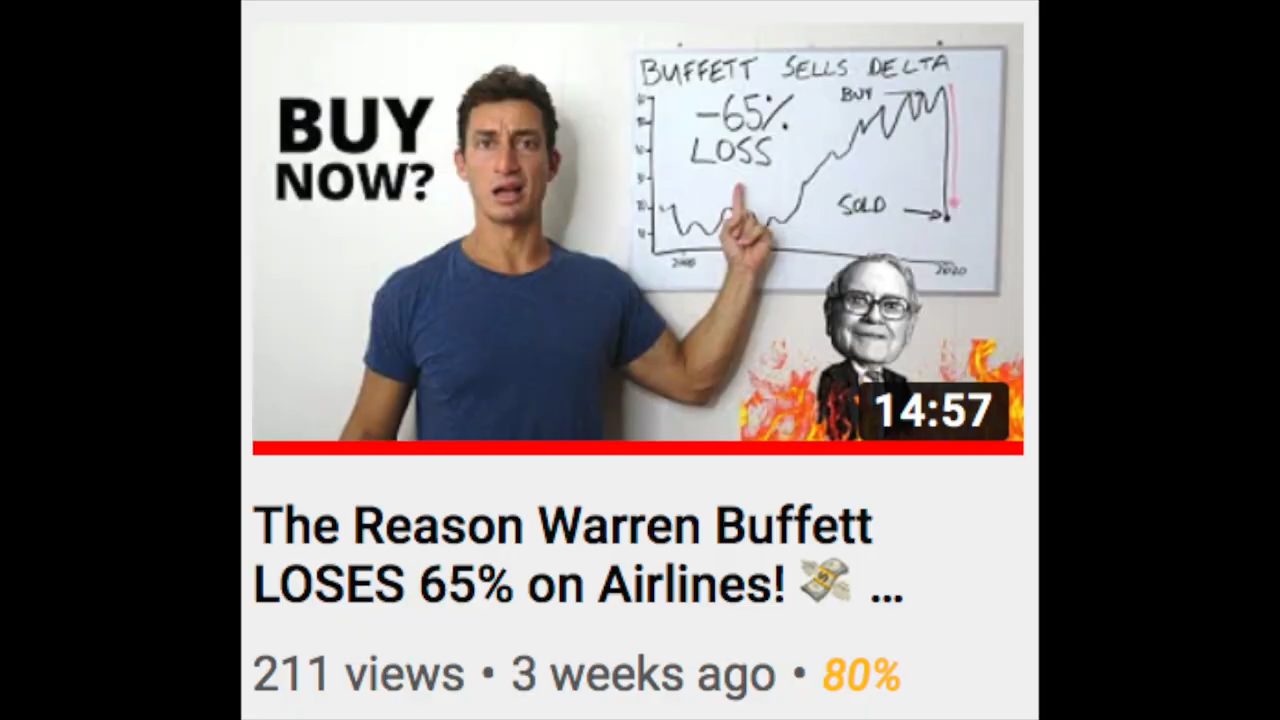 BUY
NOW?
BUFFETT SELLS DELTA
-65%
LOSS
BUY
SOLD
2020
14:57
The Reason Warren Buffett
LOSES 65% on Airlines! 💸 ...
211 views • 3 weeks ago • 80%